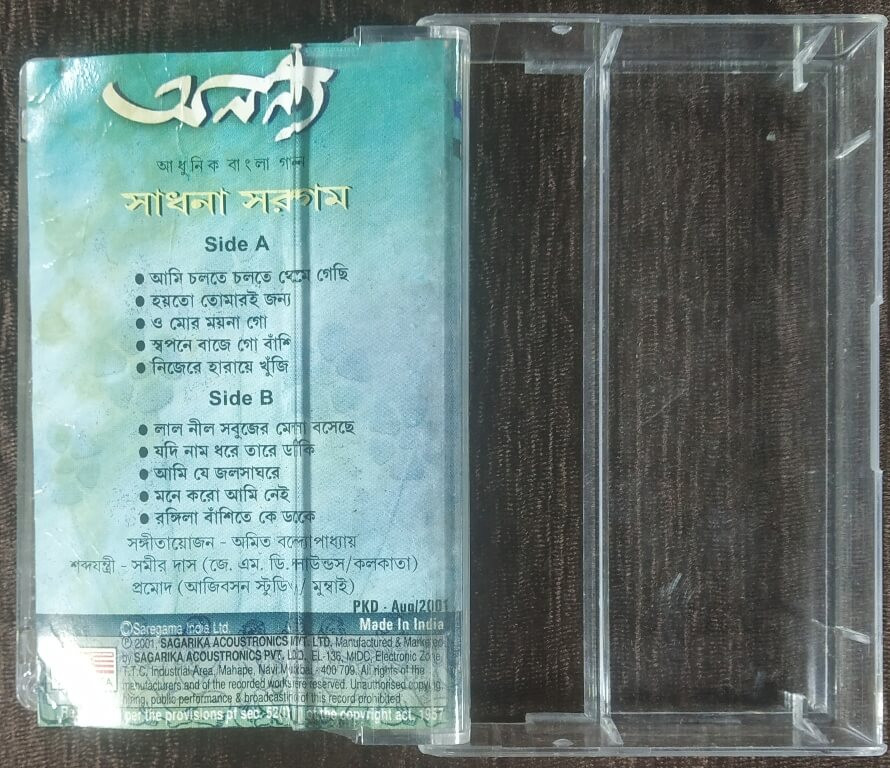 অনন্য
আধুনিক বাংলা গান
সাধনা সরগম
Side A
● আমি চলতে চলতে থেমে গেছি
● হয়তো তোমারই জন্য
● ও মোর ময়না গো
● স্বপনে বাজে গো বাঁশি
● নিজেরে হারায়ে খুঁজি
Side B
● লাল নীল সবুজের মেলা বসেছে
● যদি নাম ধরে তারে ডাকি
● আমি যে জলসাঘরে
● মনে করো আমি নেই
● রঙ্গিলা বাঁশিতে কে ডাকে
সঙ্গীতায়োজন - অমিত বন্দ্যোপাধ্যায়
শব্দযন্ত্রী - সমীর দাস (জে. এম. ডি. সাউন্ডস/কলকাতা)
প্রমোদ (আজিবসন স্টুডিও / মুম্বাই)
PKD - Aug/2001
Made In India
©Saregama India Ltd
℗ 2001, SAGARIKA ACOUSTRONICS PVT. LTD. Manufactured & Marketed
by SAGARIKA ACOUSTRONICS PVT. LTD. EL-136, MIDC, Electronic Zone,
T.T.C. Industrial Area, Mahape, Navi Mumbai - 400 709. All rights of the
manufacturers and of the recorded works are reserved. Unauthorised copying,
hiring, public performance & broadcasting of this record prohibited
per the provisions of sec. 52 of the copyright act, 1957